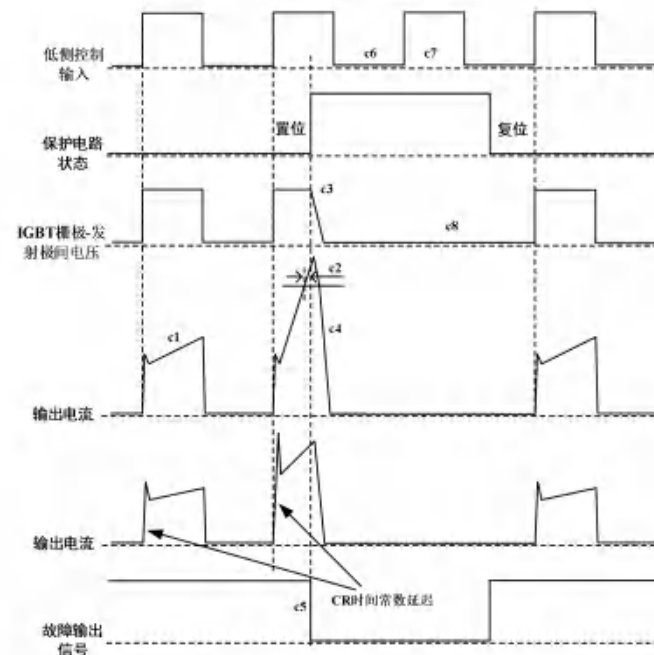 低侧控制
输入
c6
c7
保护电路
状态
置位
复位
c3
IGBT栅极-发
射极间电压
c8
c2
c1
c4
输出电流
输出电流
CR时间常数延迟
c5
故障输出
信号